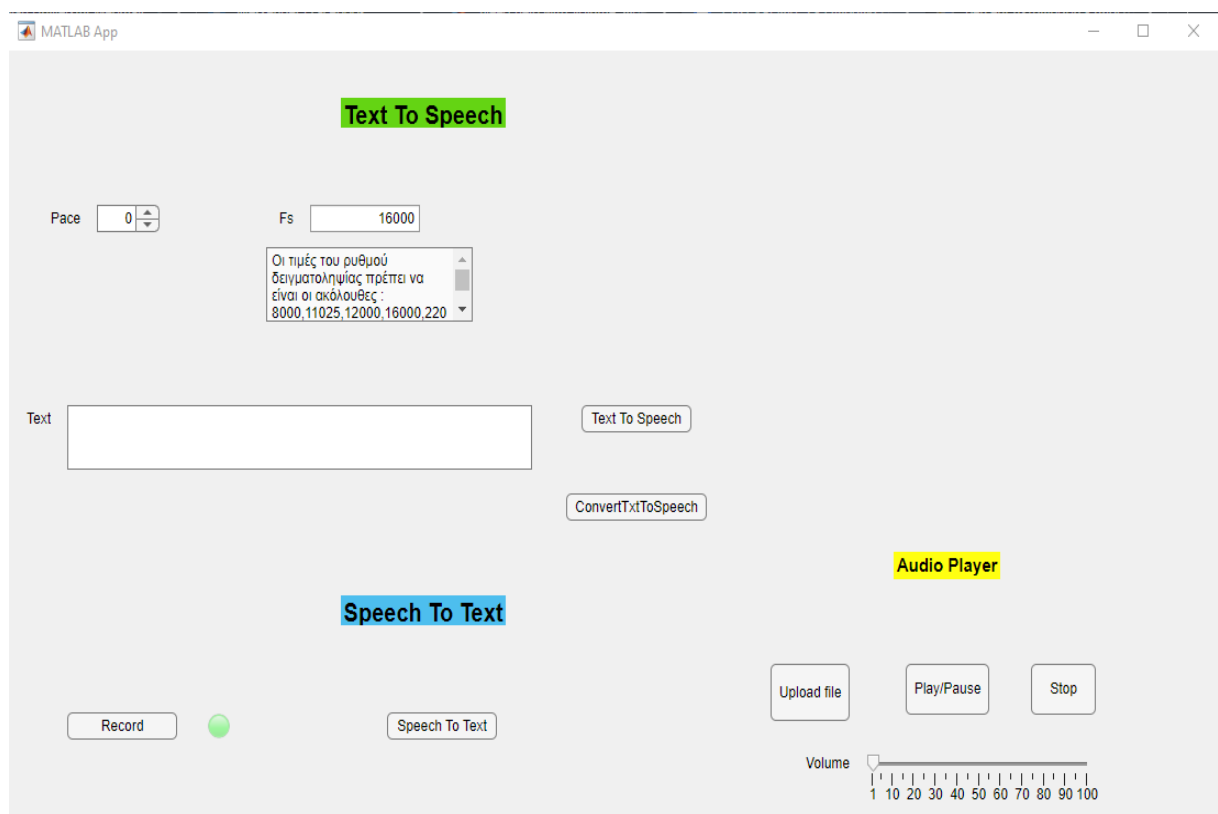 MATLAB App
Text To Speech
Pace 0 Fs 16000
Οι τιμές του ρυθμού
δειγματοληψίας πρέπει να
είναι οι ακόλουθες :
8000,11025,12000,16000,220
Text
Text To Speech
ConvertTxtToSpeech
Audio Player
Speech To Text
Upload file Play/Pause Stop
Record Speech To Text
Volume
1 10 20 30 40 50 60 70 80 90 100